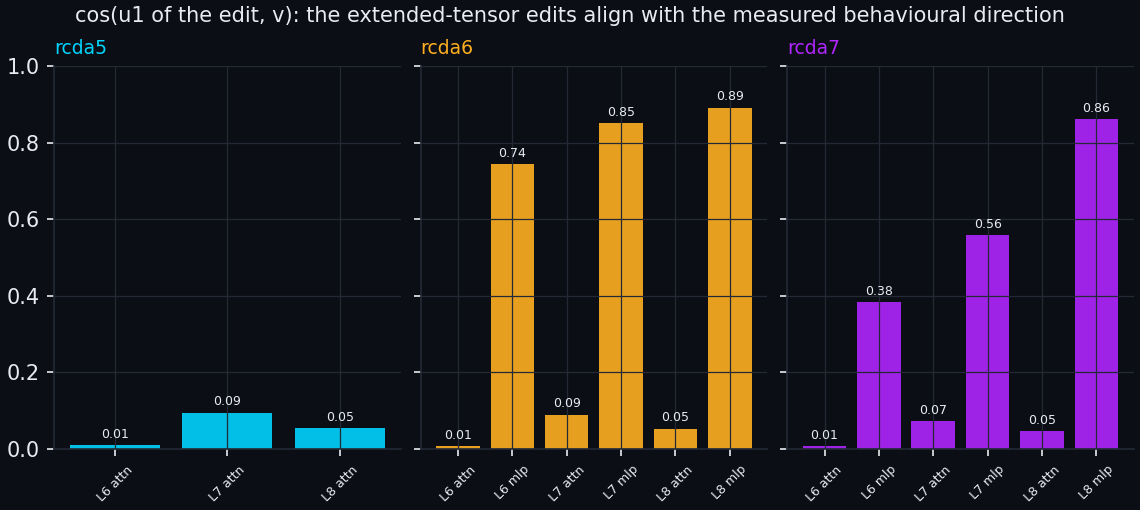 cos(u1 of the edit, v): the extended-tensor edits align with the measured behavioural direction
rcda5
rcda6
rcda7
1.0
0.8
0.6
0.4
0.2
0.0
0.01
0.09
0.05
0.01
0.74
0.09
0.85
0.05
0.89
0.01
0.38
0.07
0.56
0.05
0.86
L6 attn
L7 attn
L8 attn
L6 attn
L6 mlp
L7 attn
L7 mlp
L8 attn
L8 mlp
L6 attn
L6 mlp
L7 attn
L7 mlp
L8 attn
L8 mlp